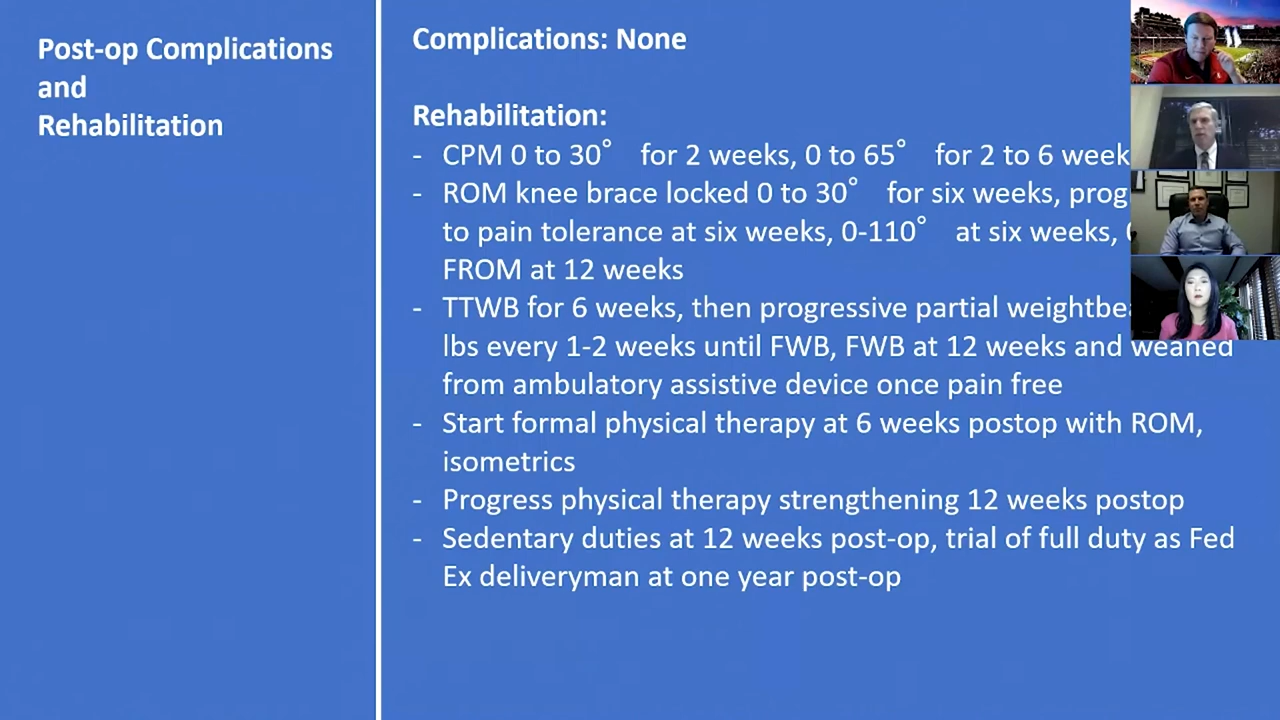 Post-op Complications
and
Rehabilitation
Complications: None
Rehabilitation:
- CPM 0 to 30° for 2 weeks, 0 to 65° for 2 to 6
- ROM knee brace locked 0 to 30° for six weeks,
to pain tolerance at six weeks, 0-110° at six weeks,
FROM at 12 weeks
- TTWB for 6 weeks, then progressive partial
lbs every 1-2 weeks until FWB, FWB at 12 weeks and weaned
from ambulatory assistive device once pain free
- Start formal physical therapy at 6 weeks postop with ROM,
isometrics
- Progress physical therapy strengthening 12 weeks postop
- Sedentary duties at 12 weeks post-op, trial of full duty as Fed
Ex deliveryman at one year post-op